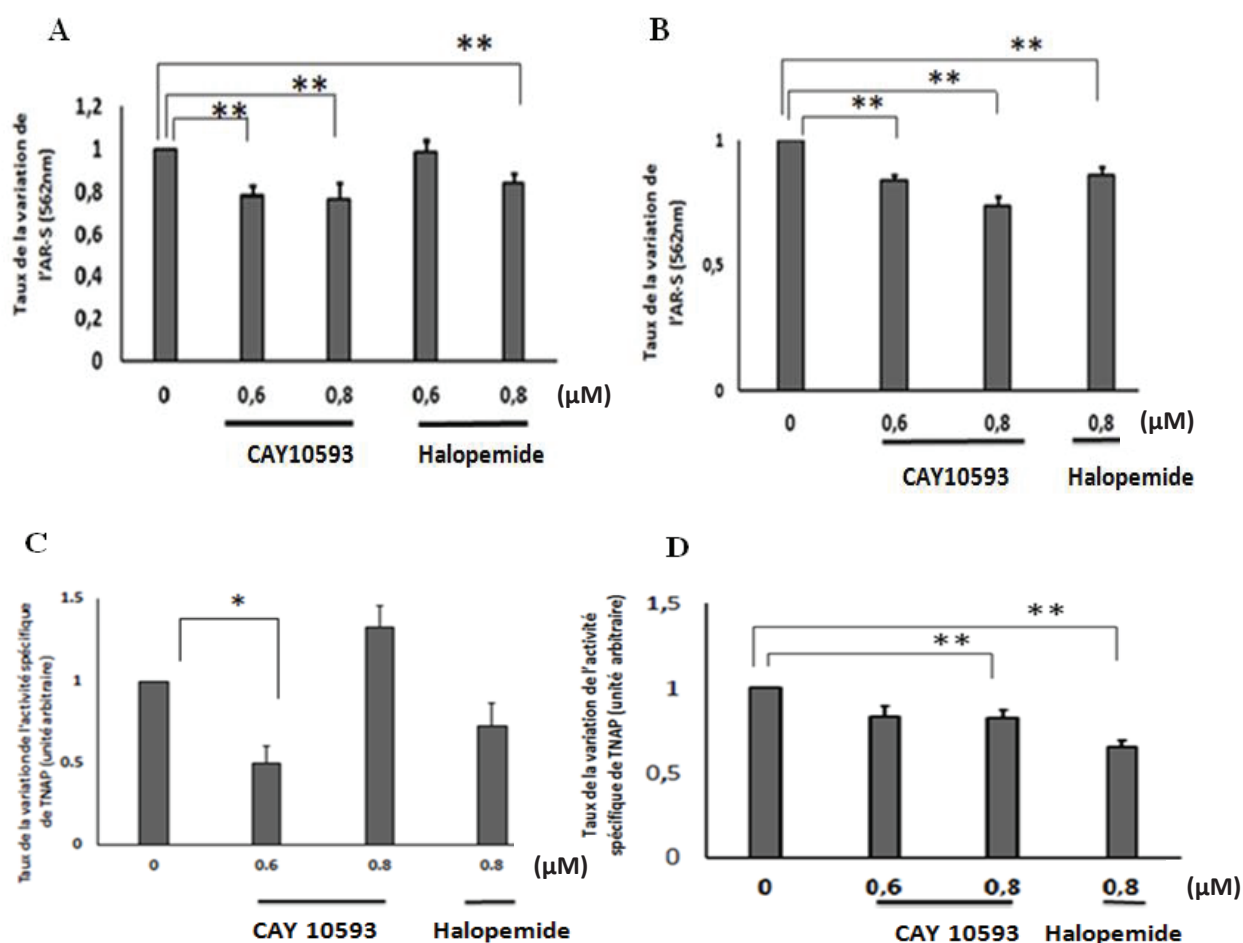 A
Taux de la variation de
l'AR-S (562nm)
1,2
1
0,8
0,6
0,4
0,2
0
**
**
**
0
0,6
0,8
0,6
0,8
(µM)
CAY10593
Halopemide
B
Taux de la variation de
l'AR-S (562nm)
1
0,5
0
**
**
**
0
0,6
0,8
0,8
(µM)
CAY10593
Halopemide
C
Taux de la variation de l'activité spécifique
de TNAP (unité arbitraire)
1.5
1
0.5
0
*
0
0.6
0.8
0.8
(µM)
CAY 10593
Halopemide
D
Taux de la variation de l'activité
spécifique de TNAP (unité arbitraire)
1,5
1
0,5
0
**
**
0
0,6
0,8
0,8
(µM)
CAY 10593
Halopemide